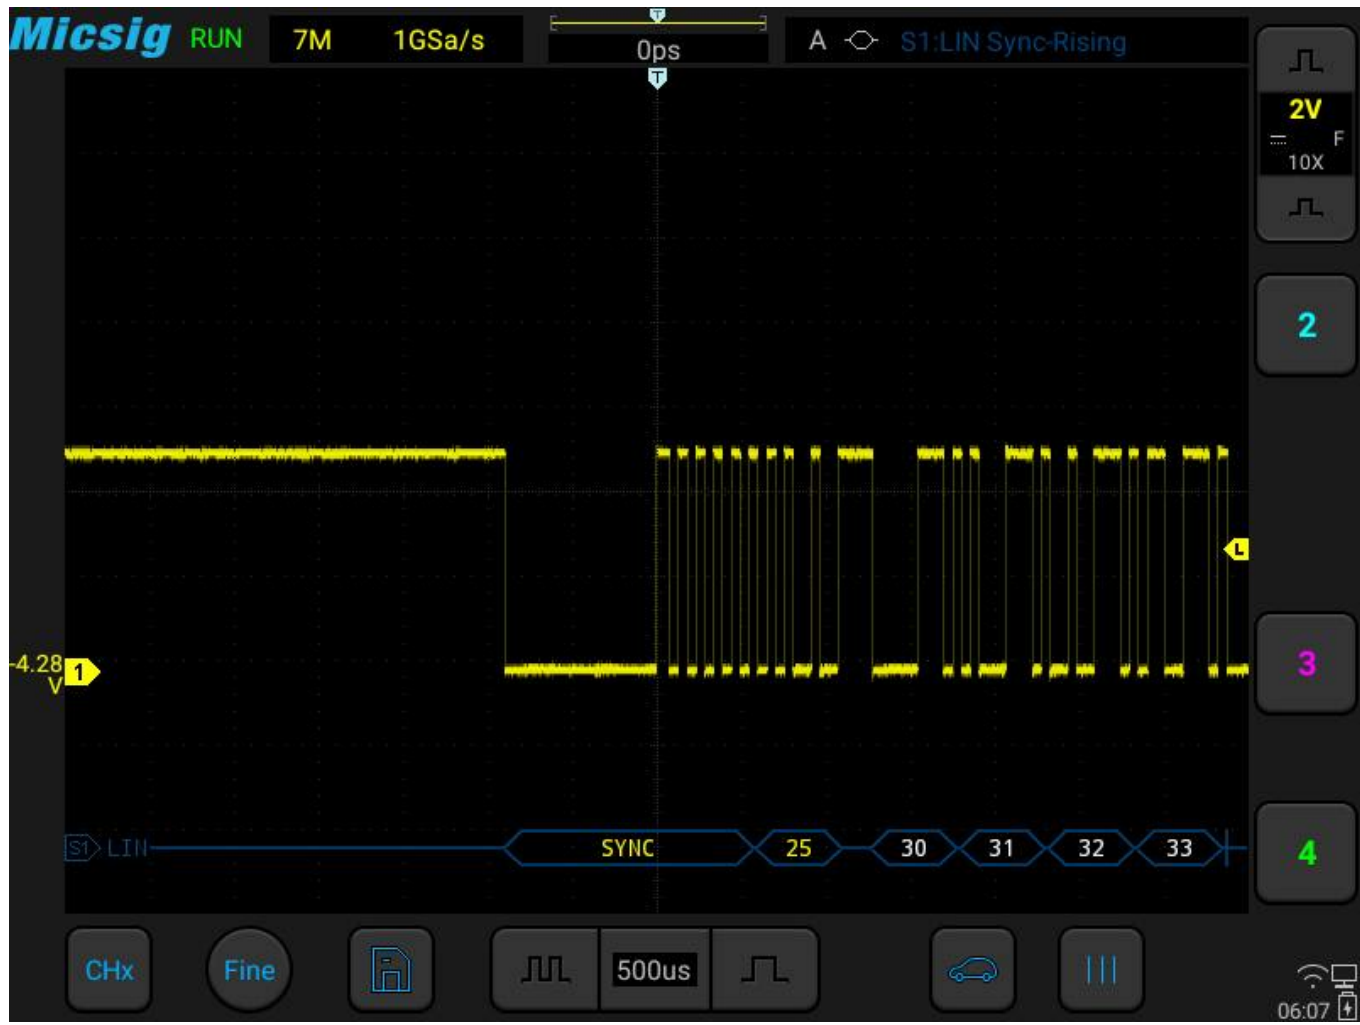 Micsig RUN 7M 1GSa/s 0ps A S1:LIN Sync-Rising
T
T
2V
F
10X
2
L
-4.28
V
1
3
S1 LIN SYNC 25 30 31 32 33
4
CHx Fine 500us
06:07